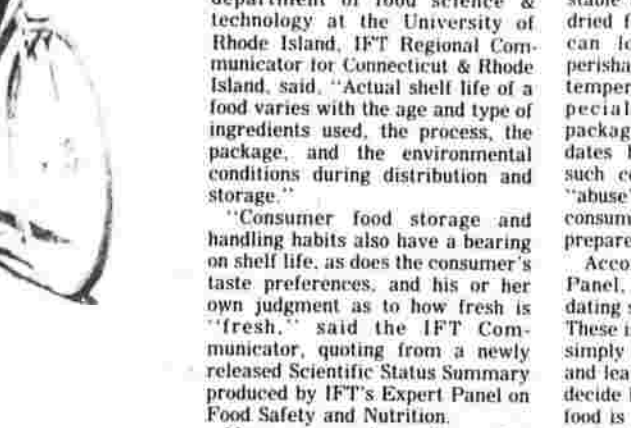 department of food science &
technology at the University of
Rhode Island, IFT Regional Com-
municator for Connecticut & Rhode
Island, said, "Actual shelf life of a
food varies with the age and type of
ingredients used, the process, the
package, and the environmental
conditions during distribution and
storage."
"Consumer food storage and
handling habits also have a bearing
on shelf life, as does the consumer's
taste preferences, and his or her
own judgment as to how fresh is
"fresh," said the IFT Com-
municator, quoting from a newly
released Scientific Status Summary
produced by IFT's Expert Panel on
Food Safety and Nutrition.
stable
dried f
can lo
perisha
temper
pecial
packag
dates b
such co
"abuse"
consum
prepare
Acco
Panel,
dating s
These i
simply
and lea
decide
food is